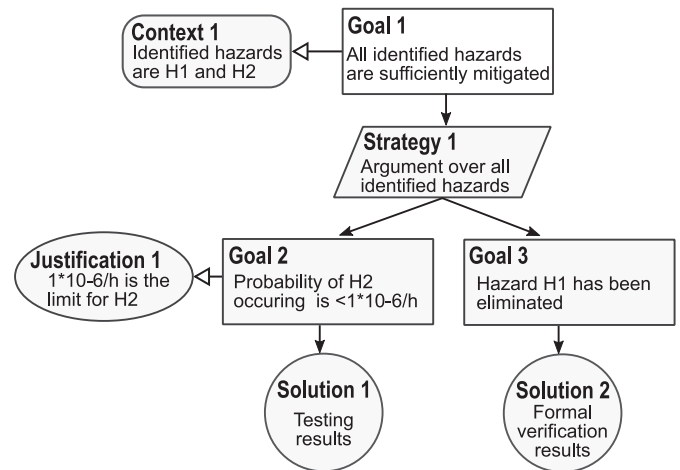 Context 1
Identified hazards
are H1 and H2
Goal 1
All identified hazards
are sufficiently mitigated
Strategy 1
Argument over all
identified hazards
Justification 1
1*10-6/h is the
limit for H2
Goal 2
Probability of H2
occuring is <1*10-6/h
Goal 3
Hazard H1 has been
eliminated
Solution 1
Testing
results
Solution 2
Formal
verification
results